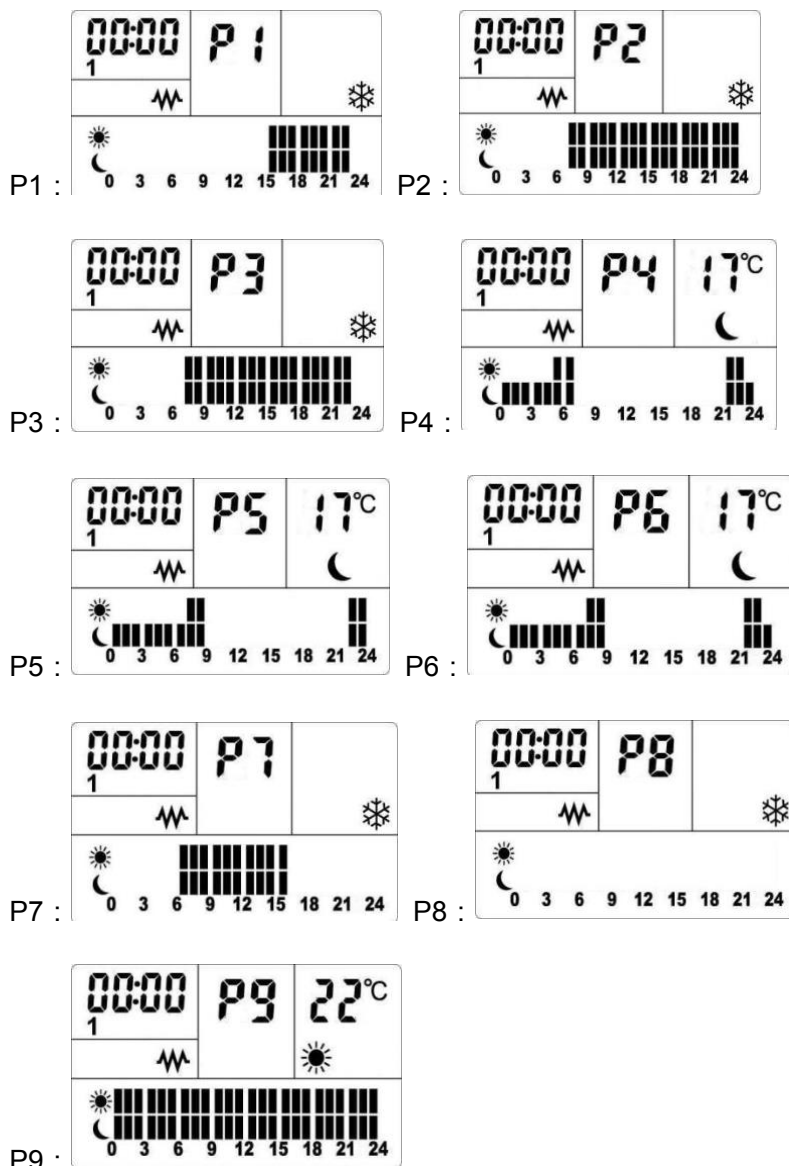 00:00 P1
1
0 3 6 9 12 15 18 21 24
P1 :
00:00 P2
1
0 3 6 9 12 15 18 21 24
P2 :
00:00 P3
1
0 3 6 9 12 15 18 21 24
P3 :
00:00 P4 17°C
1
0 3 6 9 12 15 18 21 24
P4 :
00:00 P5 17°C
1
0 3 6 9 12 15 18 21 24
P5 :
00:00 P6 17°C
1
0 3 6 9 12 15 18 21 24
P6 :
00:00 P7
1
0 3 6 9 12 15 18 21 24
P7 :
00:00 P8
1
0 3 6 9 12 15 18 21 24
P8 :
00:00 P9 22°C
1
0 3 6 9 12 15 18 21 24
P9 :